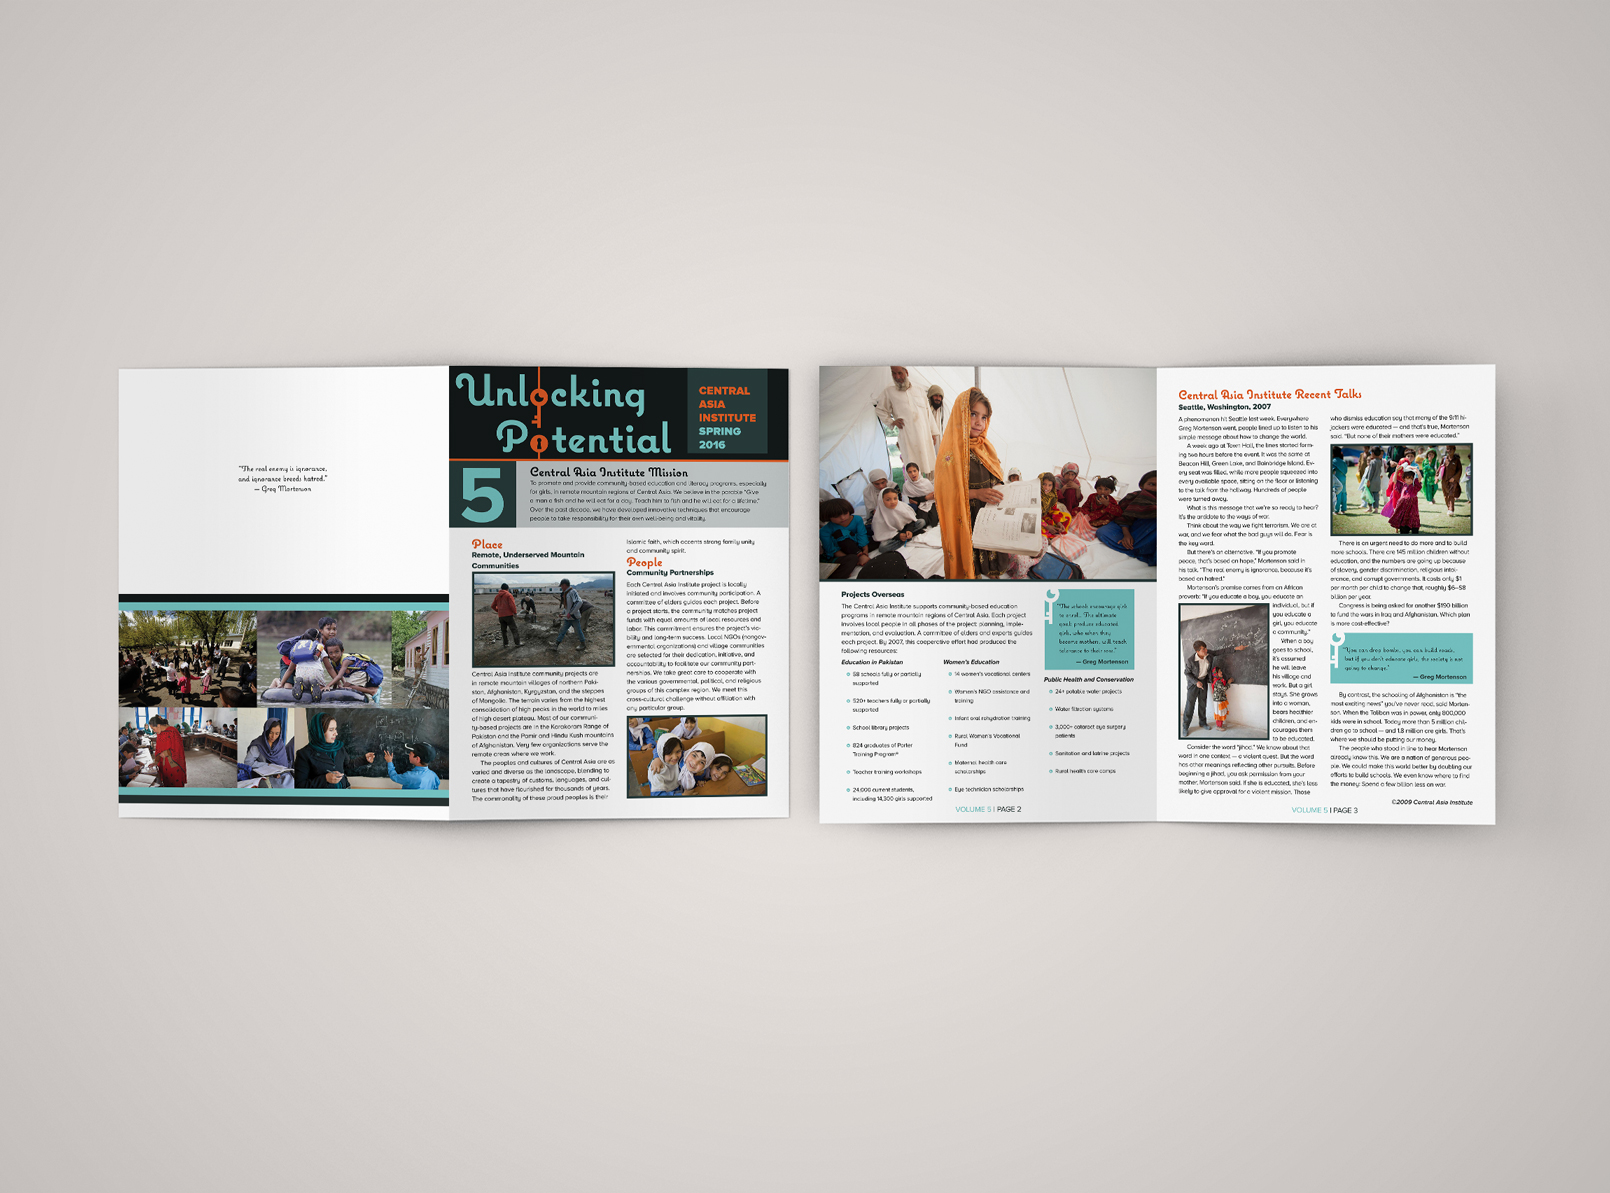 "The real enemy is ignorance,
and ignorance breeds hatred."
— Greg Mortenson
Unlocking
Potential
CENTRAL
ASIA
INSTITUTE
SPRING
2016
5
Central Asia Institute Mission
To promote and provide community-based education and literacy programs, especially
for girls, in remote mountain regions of Central Asia. We believe in the parable "Give
a man a fish and he will eat for a day. Teach him to fish and he will eat for a lifetime."
Over the past decade, we have developed innovative techniques that encourage
people to take responsibility for their own well-being and vitality.
Place
Remote, Underserved Mountain
Communities
Central Asia Institute community projects are
in remote mountain villages of northern Paki-
stan, Afghanistan, Kyrgyzstan, and the steppes
of Mongolia. The terrain varies from the highest
consolidation of high peaks in the world to miles
of high desert plateau. Most of our communi-
ty-based projects are in the Karakoram Range of
Pakistan and the Pamir and Hindu Kush mountains
of Afghanistan. Very few organizations serve the
remote areas where we work.
The peoples and cultures of Central Asia are as
varied and diverse as the landscape, blending to
create a tapestry of customs, languages, and cul-
tures that have flourished for thousands of years.
The commonality of these proud peoples is their
Islamic faith, which accents strong family unity
and community spirit.
People
Community Partnerships
Each Central Asia Institute project is locally
initiated and involves community participation. A
committee of elders guides each project. Before
a project starts, the community matches project
funds with equal amounts of local resources and
labor. This commitment ensures the project's via-
bility and long-term success. Local NGOs (nongov-
ernmental organizations) and village communities
are selected for their dedication, initiative, and
accountability to facilitate our community part-
nerships. We take great care to cooperate with
the various governmental, political, and religious
groups of this complex region. We meet this
cross-cultural challenge without affiliation with
any particular group.
Projects Overseas
The Central Asia Institute supports community-based education
programs in remote mountain regions of Central Asia. Each project
involves local people in all phases of the project planning, imple-
mentation, and evaluation. A committee of elders and experts guides
each project. By 2007, this cooperative effort had produced the
following resources:
Education in Pakistan
58 schools fully or partially
supported
520+ teachers fully or partially
supported
School library projects
824 graduates of Porter
Training Program*
Teacher training workshops
24,000 current students,
including 14,300 girls supported
Women's Education
14 women's vocational centers
Women's NGO assistance and
training
Infant oral rehydration training
Rural Women's Vocational
Fund
Maternal health care
scholarships
Eye technician scholarships
to enroll. The ultimate
goal: produce educated
girls, who when they
become mothers, will teach
tolerance to their sons."
— Greg Mortenson
Public Health and Conservation
24+ potable water projects
Water filtration systems
3,000+ cataract eye surgery
patients
Sanitation and latrine projects
Rural health care camps
VOLUME 5 | PAGE 2
Central Asia Institute Recent Talks
Seattle, Washington, 2007
A phenomenon hit Seattle last week. Everywhere
Greg Mortenson went, people lined up to listen to his
simple message about how to change the world.
A week ago at Town Hall, the lines started form-
ing two hours before the event. It was the same at
Beacon Hill, Green Lake, and Bainbridge Island. Ev-
ery seat was filled, while more people squeezed into
every available space, sitting on the floor or listening
to the talk from the hallway. Hundreds of people
were turned away.
What is this message that we're so ready to hear?
It's the antidote to the ways of war.
Think about the way we fight terrorism. We are at
war, and we fear what the bad guys will do. Fear is
the key word.
But there's an alternative. "If you promote
peace, that's based on hope," Mortenson said in
his talk. "The real enemy is ignorance, because it's
based on hatred."
Mortenson's promise comes from an African
proverb: "If you educate a boy, you educate an
individual, but if
you educate a
girl, you educate
a community."
When a boy
goes to school,
it's assumed
he will leave
his village and
work. But a girl
stays. She grows
into a woman,
bears healthier
children, and en-
courages them
to be educated.
Consider the word "jihad." We know about that
word in one context — a violent quest. But the word
has other meanings reflecting other pursuits. Before
beginning a jihad, you ask permission from your
mother, Mortenson said. If she is educated, she's less
likely to give approval for a violent mission. Those
who dismiss education say that many of the 9/11 hi-
jackers were educated — and that's true, Mortenson
said. "But none of their mothers were educated."
There is an urgent need to do more and to build
more schools. There are 145 million children without
education, and the numbers are going up because
of slavery, gender discrimination, religious intol-
erance, and corrupt governments. It costs only $1
per month per child to change that, roughly $6–$8
billion per year.
Congress is being asked for another $190 billion
to fund the wars in Iraq and Afghanistan. Which plan
is more cost-effective?
"You can drop bombs, you can build roads,
but if you don't educate girls, the society is not
going to change."
— Greg Mortenson
By contrast, the schooling of Afghanistan is "the
most exciting news" you've never read, said Morten-
son. When the Taliban was in power, only 800,000
kids were in school. Today more than 5 million chil-
dren go to school — and 1.8 million are girls. That's
where we should be putting our money.
The people who stood in line to hear Mortenson
already know this. We are a nation of generous peo-
ple. We could make this world better by doubling our
efforts to build schools. We even know where to find
the money: Spend a few billion less on war.
©2009 Central Asia Institute
VOLUME 5 | PAGE 3